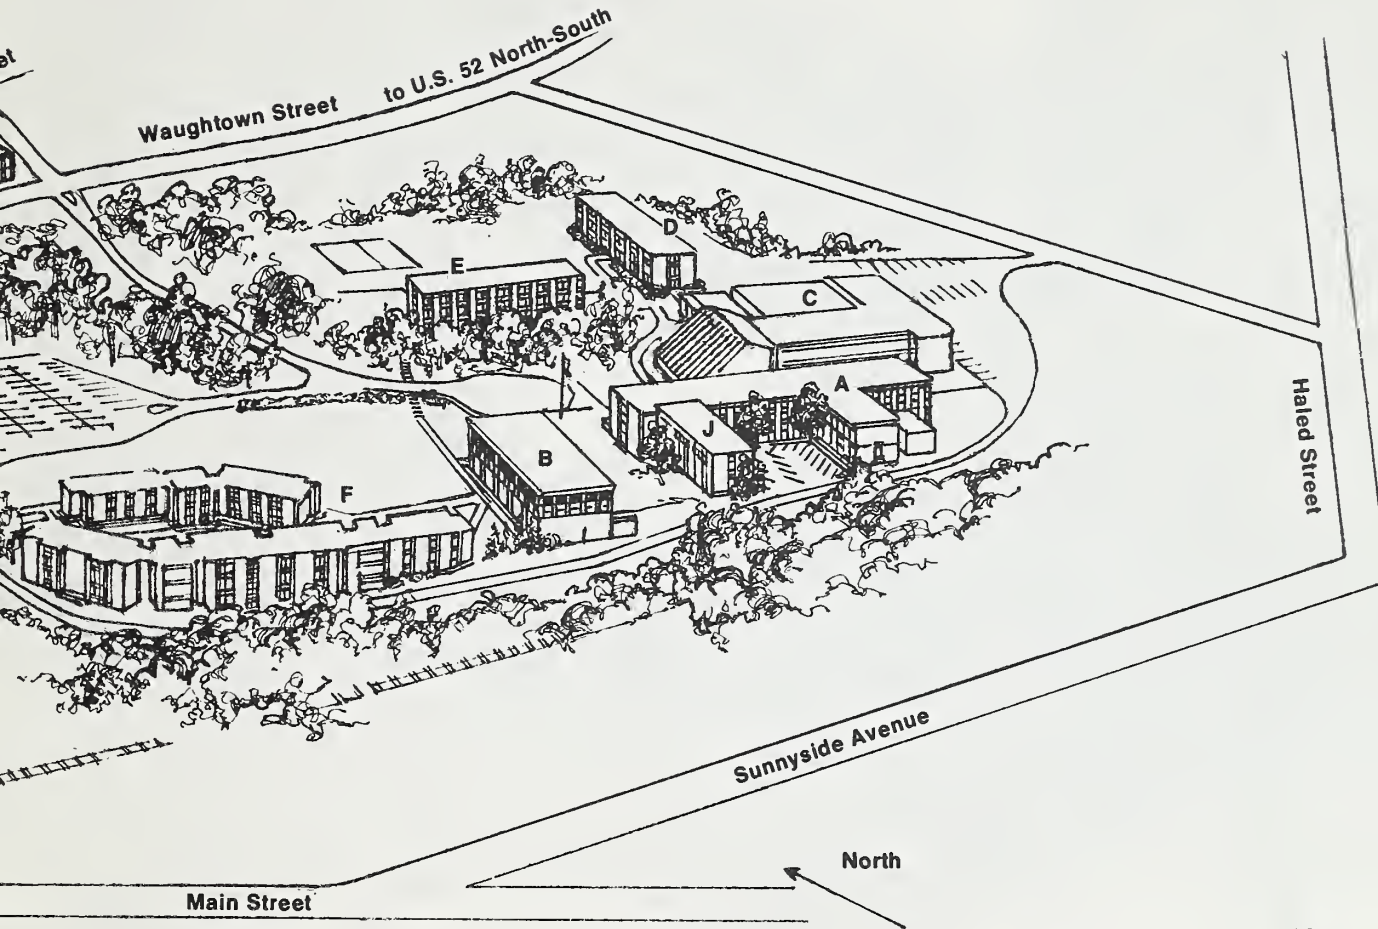 Waughtown Street
to U.S. 52 North-South
D
E
C
A
J
B
F
Haled Street
Sunnyside Avenue
North
Main Street